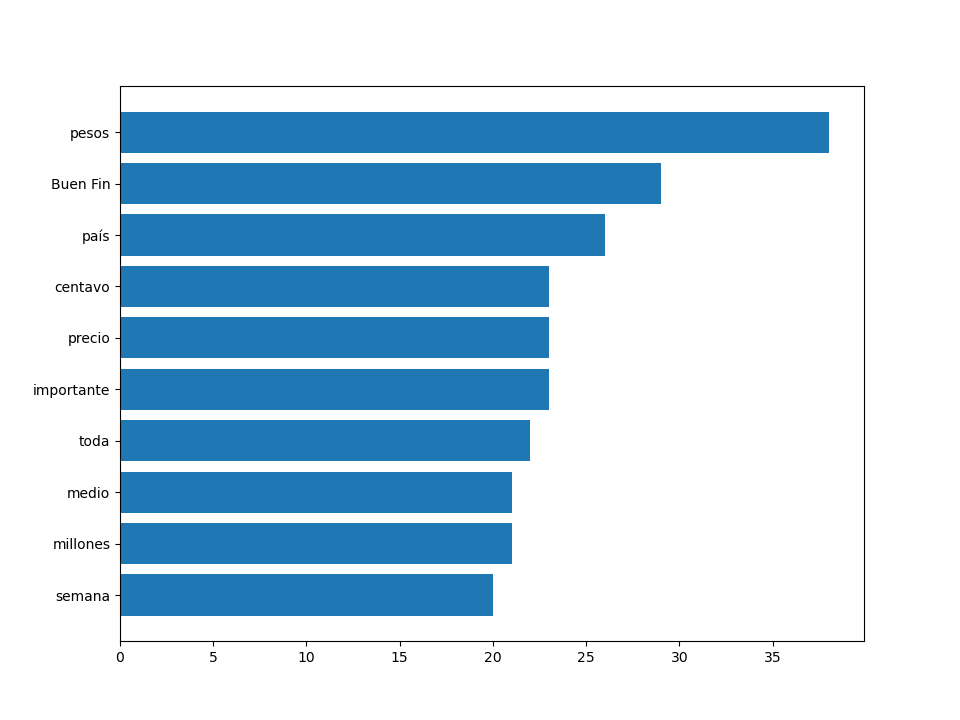 pesos
Buen Fin
país
centavo
precio
importante
toda
medio
millones
semana
0 5 10 15 20 25 30 35